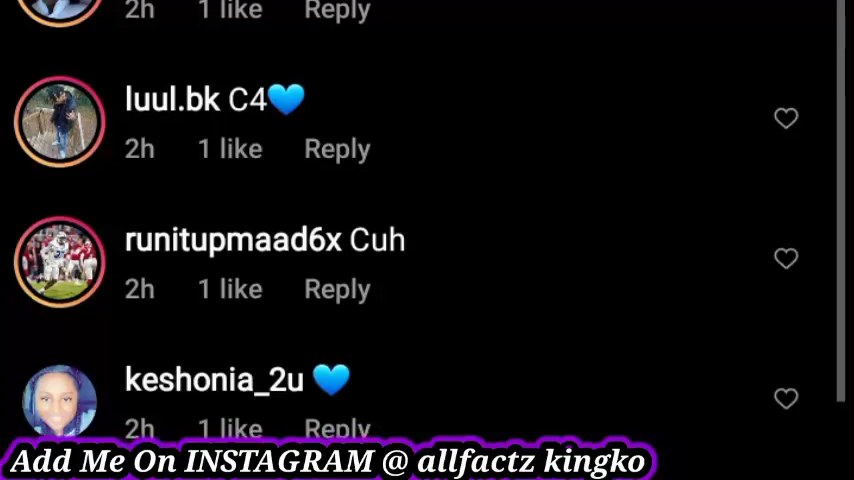 2h 1 like Reply
luul.bk C4💙
2h 1 like Reply
runitupmaad6x Cuh
2h 1 like Reply
keshonia_2u 💙
2h 1 like Reply
Add Me On INSTAGRAM @ allfactz kingko